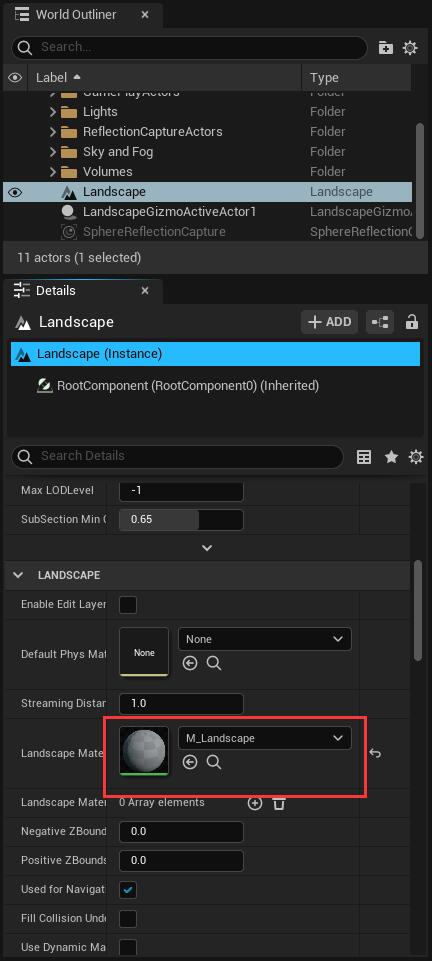 World Outliner
Search...
Label
Type
GamePlayActors
Folder
Lights
Folder
ReflectionCaptureActors
Folder
Sky and Fog
Folder
Volumes
Folder
Landscape
Landscape
LandscapeGizmoActiveActor1
LandscapeGizmo
SphereReflectionCapture
SphereReflection
11 actors (1 selected)
Details
Landscape
ADD
Landscape (Instance)
RootComponent (RootComponent0) (Inherited)
Search Details
Max LODLevel
-1
SubSection Min
0.65
LANDSCAPE
Enable Edit Layer
Default Phys Mat
None
None
Streaming Distan
1.0
Landscape Mate
M_Landscape
Landscape Mater
0 Array elements
Negative ZBound
0.0
Positive ZBounds
0.0
Used for Navigat
Fill Collision Unde
Use Dynamic Ma